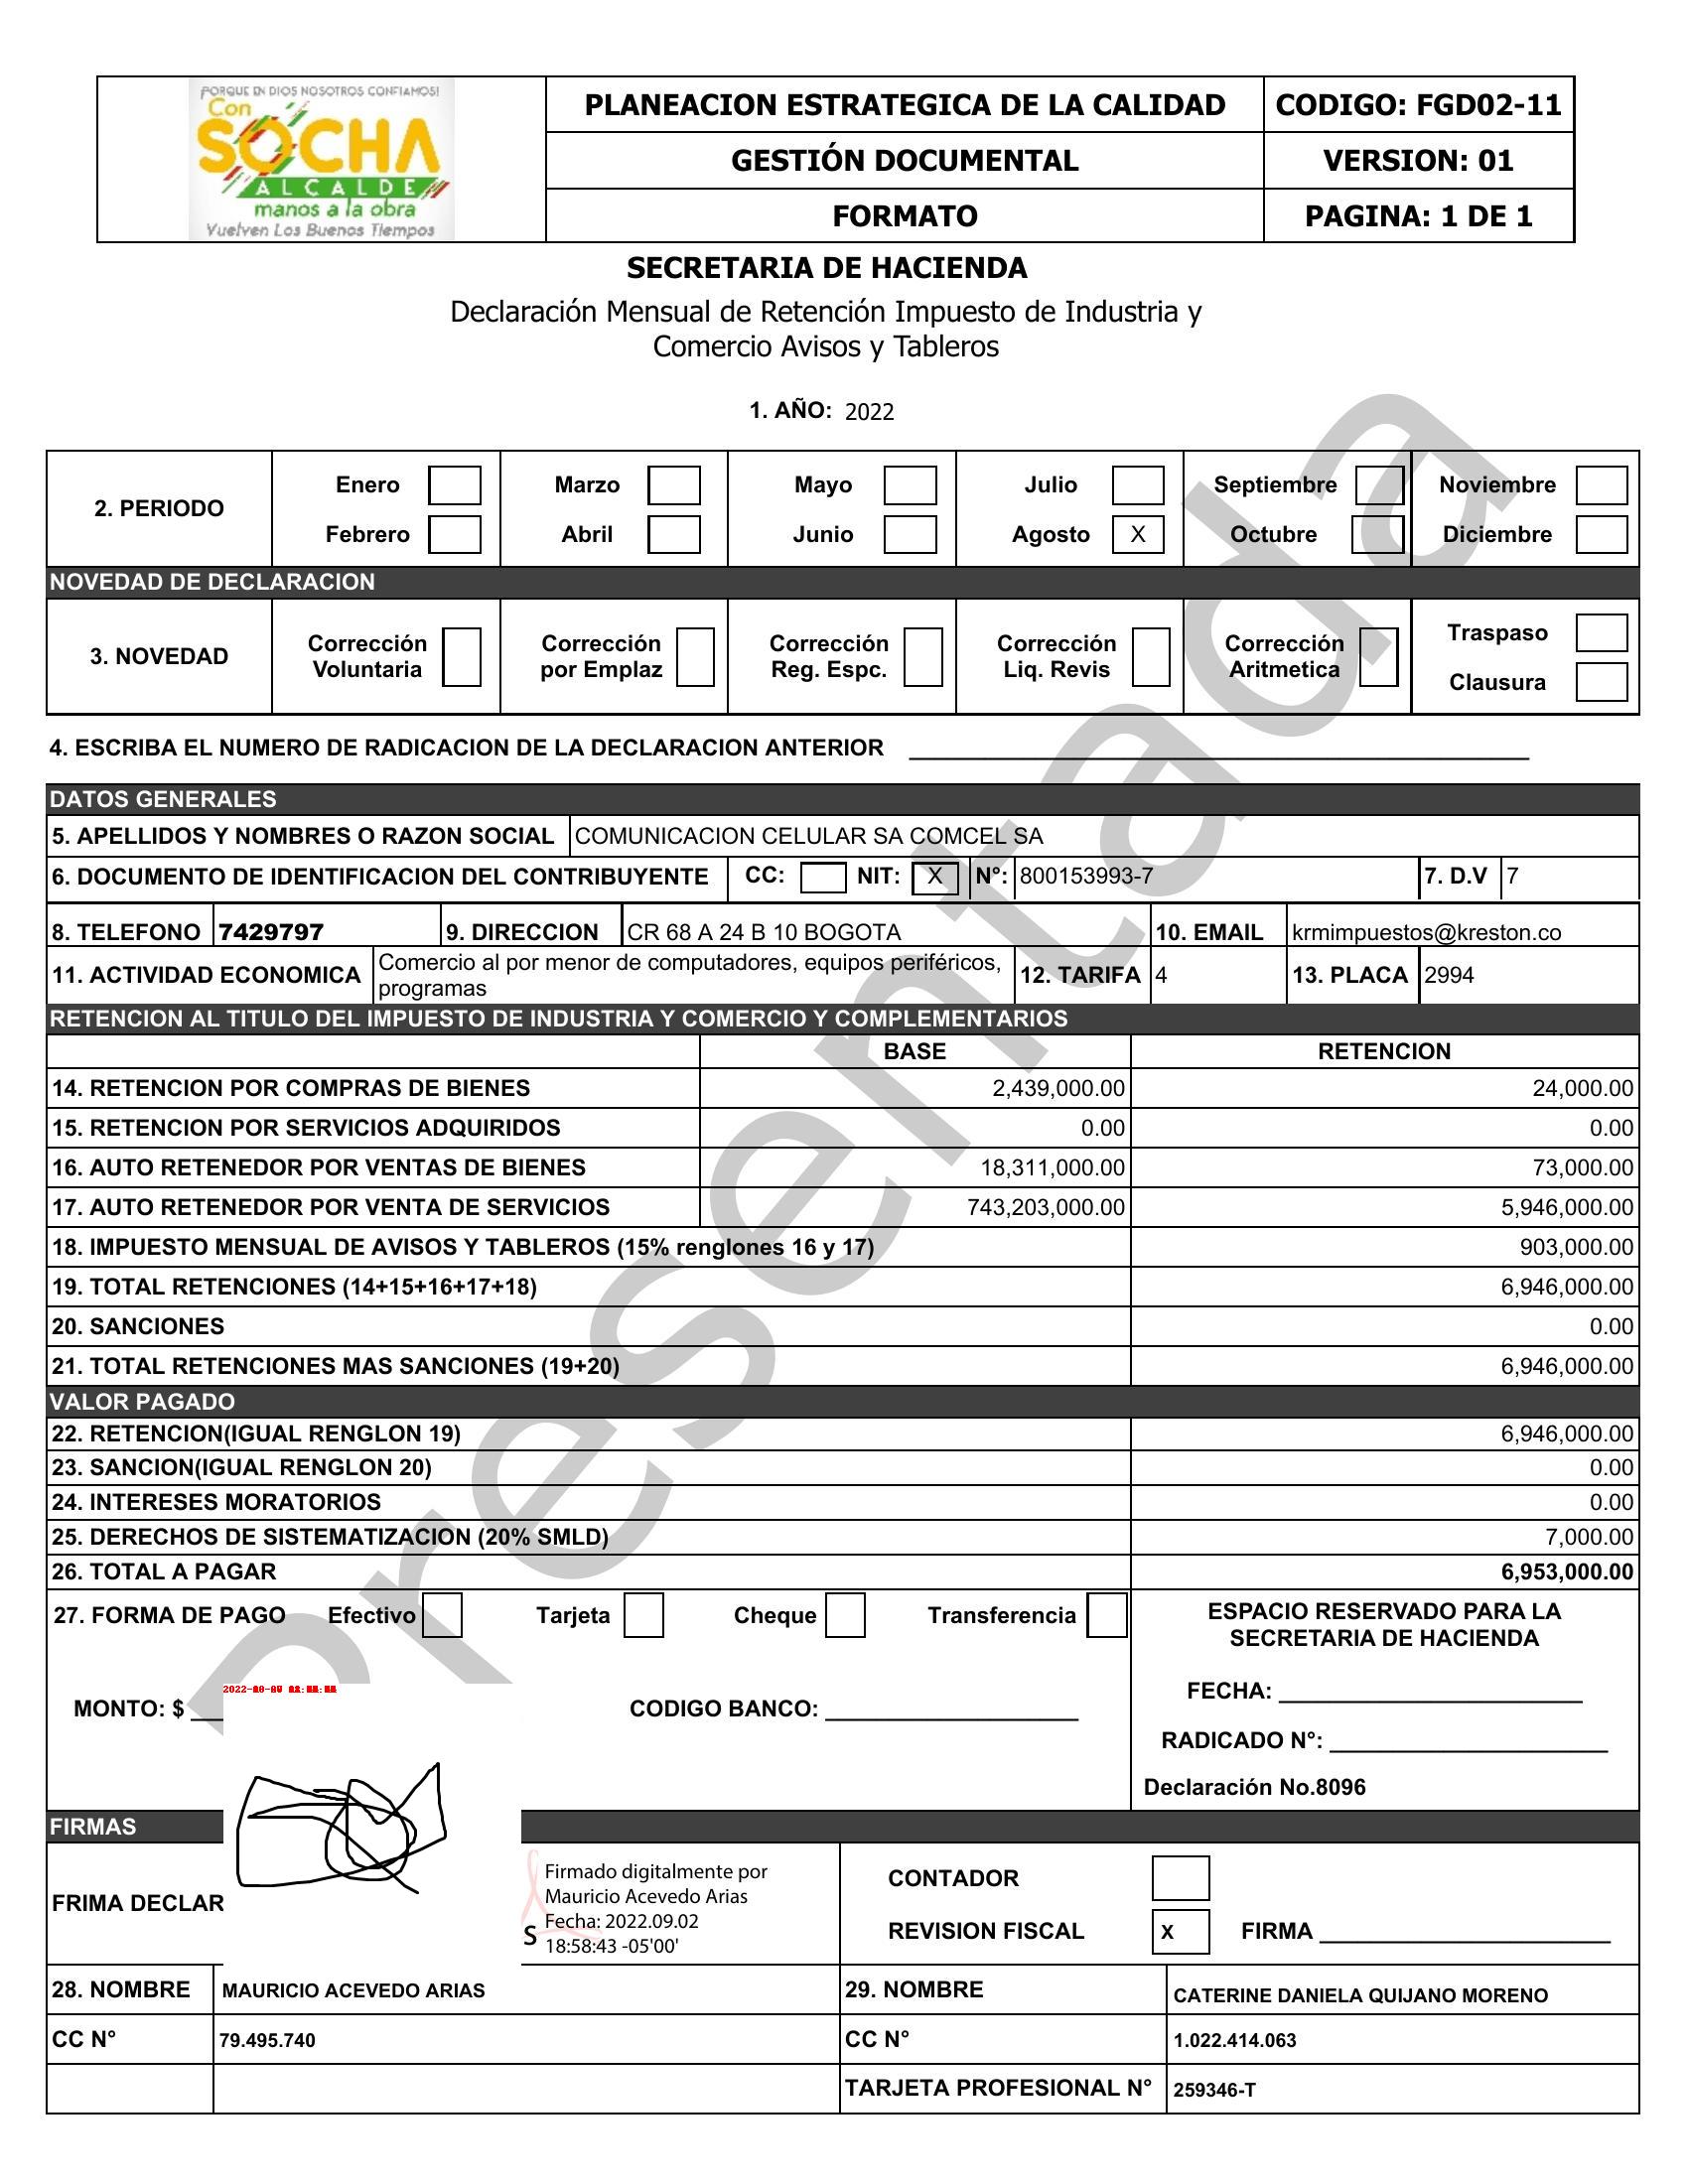 PORQUE EN DIOS NOSOTROS CONFIAMOS!
Con
SOCHA
ALCALDE
manos a la obra
Vuelven Los Buenos Tiempos
PLANEACION ESTRATEGICA DE LA CALIDAD CODIGO: FGD02-11
GESTIÓN DOCUMENTAL VERSION: 01
FORMATO PAGINA: 1 DE 1
SECRETARIA DE HACIENDA
Declaración Mensual de Retención Impuesto de Industria y
Comercio Avisos y Tableros
1. AÑO: 2022
2. PERIODO
Enero Marzo Mayo Julio Septiembre Noviembre
Febrero Abril Junio Agosto X Octubre Diciembre
NOVEDAD DE DECLARACION
3. NOVEDAD
Corrección Voluntaria
Corrección por Emplaz
Corrección Reg. Espc.
Corrección Liq. Revis
Corrección Aritmetica
Traspaso
Clausura
4. ESCRIBA EL NUMERO DE RADICACION DE LA DECLARACION ANTERIOR
DATOS GENERALES
5. APELLIDOS Y NOMBRES O RAZON SOCIAL COMUNICACION CELULAR SA COMCEL SA
6. DOCUMENTO DE IDENTIFICACION DEL CONTRIBUYENTE CC: NIT: X N°: 800153993-7 7. D.V 7
8. TELEFONO 7429797 9. DIRECCION CR 68 A 24 B 10 BOGOTA 10. EMAIL krmimpuestos@kreston.co
11. ACTIVIDAD ECONOMICA Comercio al por menor de computadores, equipos periféricos,
programas
12. TARIFA 4 13. PLACA 2994
RETENCION AL TITULO DEL IMPUESTO DE INDUSTRIA Y COMERCIO Y COMPLEMENTARIOS
BASE RETENCION
14. RETENCION POR COMPRAS DE BIENES 2,439,000.00 24,000.00
15. RETENCION POR SERVICIOS ADQUIRIDOS 0.00 0.00
16. AUTO RETENEDOR POR VENTAS DE BIENES 18,311,000.00 73,000.00
17. AUTO RETENEDOR POR VENTA DE SERVICIOS 743,203,000.00 5,946,000.00
18. IMPUESTO MENSUAL DE AVISOS Y TABLEROS (15% renglones 16 y 17) 903,000.00
19. TOTAL RETENCIONES (14+15+16+17+18) 6,946,000.00
20. SANCIONES 0.00
21. TOTAL RETENCIONES MAS SANCIONES (19+20) 6,946,000.00
VALOR PAGADO
22. RETENCION(IGUAL RENGLON 19) 6,946,000.00
23. SANCION(IGUAL RENGLON 20) 0.00
24. INTERESES MORATORIOS 0.00
25. DERECHOS DE SISTEMATIZACION (20% SMLD) 7,000.00
26. TOTAL A PAGAR 6,953,000.00
27. FORMA DE PAGO Efectivo Tarjeta Cheque Transferencia
MONTO: $ CODIGO BANCO:
ESPACIO RESERVADO PARA LA
SECRETARIA DE HACIENDA
FECHA:
RADICADO N°:
Declaración No.8096
Presentada
FIRMAS
FRIMA DECLAR
S
Firmado digitalmente por
Mauricio Acevedo Arias
Fecha: 2022.09.02
18:58:43 -05'00'
CONTADOR
REVISION FISCAL X FIRMA
28. NOMBRE MAURICIO ACEVEDO ARIAS 29. NOMBRE CATERINE DANIELA QUIJANO MORENO
CC N° 79.495.740 CC N° 1.022.414.063
TARJETA PROFESIONAL N° 259346-T